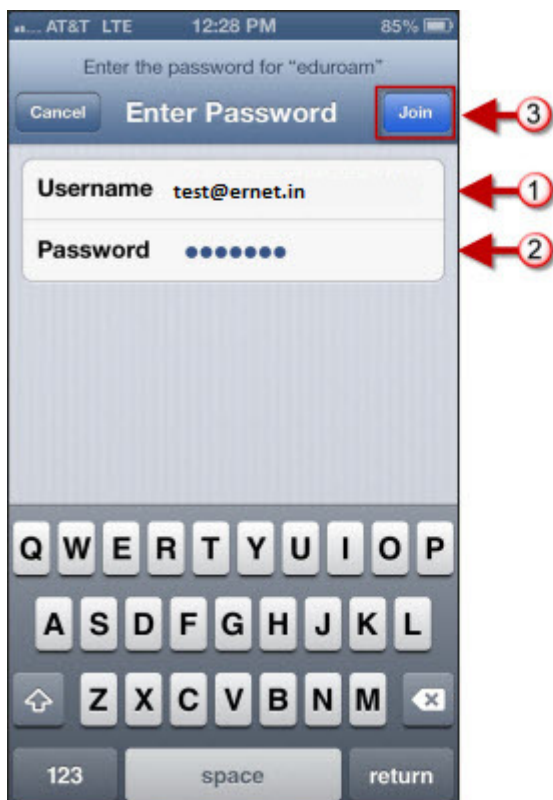 AT&T LTE 12:28 PM 85%
Enter the password for “eduroam”
Cancel Enter Password Join
3
Username test@ernet.in
1
Password •••••••
2
Q W E R T Y U I O P
A S D F G H J K L
Z X C V B N M
123 space return